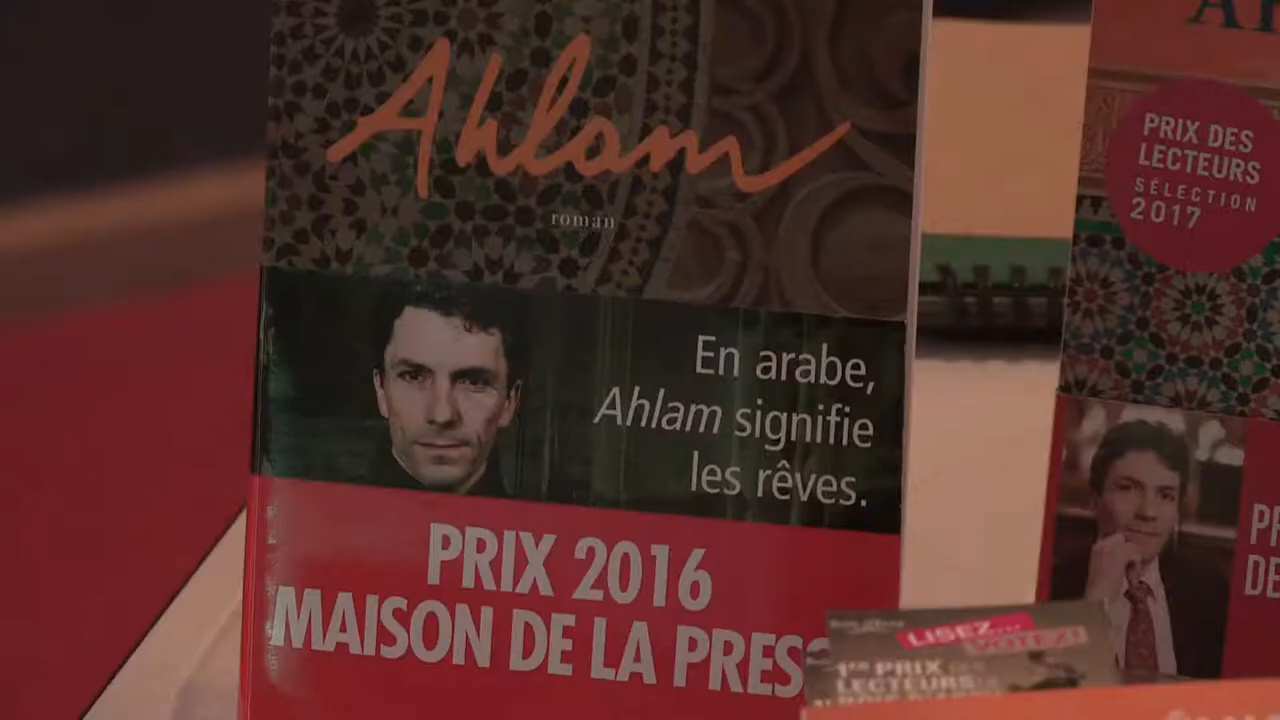 Ahlam
roman
En arabe,
Ahlam signifie
les rêves.
PRIX 2016
MAISON DE LA PRES
PRIX DES
LECTEURS
SÉLECTION
2017
LISEZ
VOTEZ!
1ER PRIX
LECTEURS